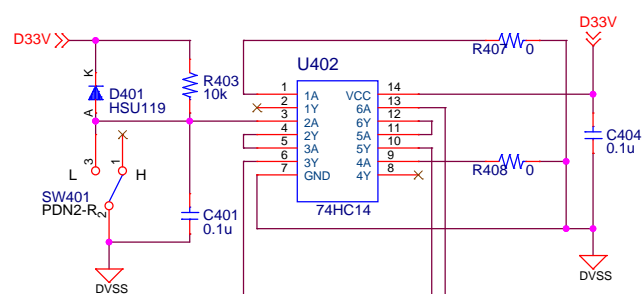 D33V
D33V
R407 0
U402
K
D401
HSU119
A
R403
10k
1 1A VCC 14
2 1Y 6A 13
3 2A 6Y 12
4 2Y 5A 11
5 3A 5Y 10
6 3Y 4A 9
7 GND 4Y 8
74HC14
C404
0.1u
R408 0
L 3 1 H
SW401
PDN2-R
2
C401
0.1u
DVSS
DVSS